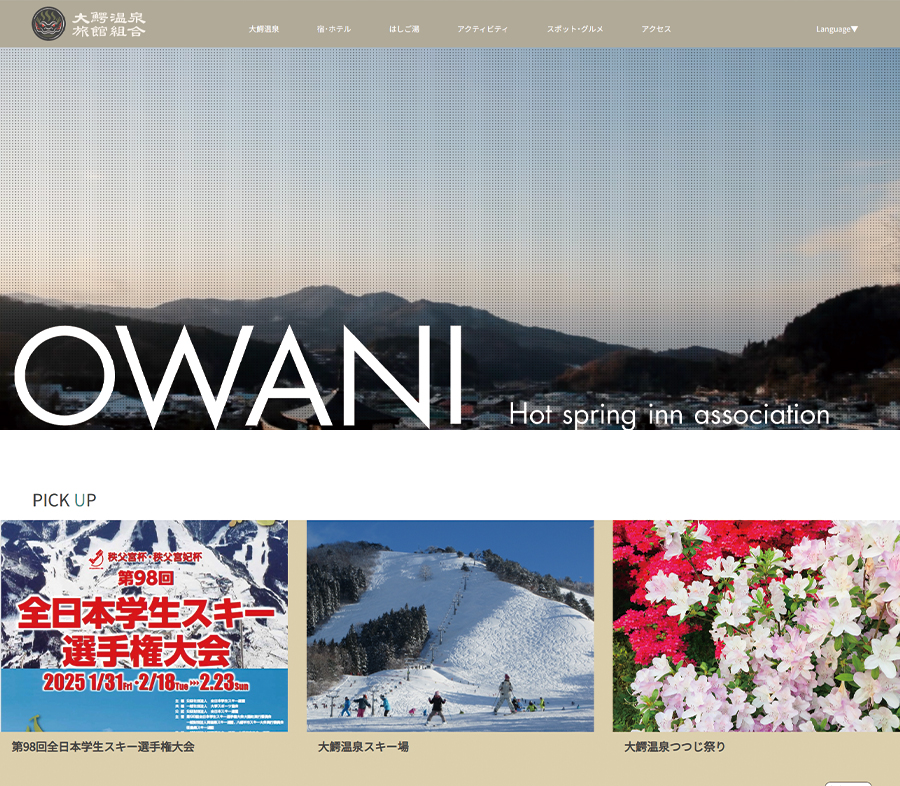 大鰐温泉
旅館組合
大鰐温泉
宿･ホテル
はしご湯
アクティビティ
スポット･グルメ
アクセス
Language▼
OWANI
Hot spring inn association
PICK UP
秩父宮杯･秩父宮妃杯
第98回
全日本学生スキー
選手権大会
2025 1/31Fri･2/18Tue→2.23Sun
第98回全日本学生スキー選手権大会
大鰐温泉スキー場
大鰐温泉つつじ祭り